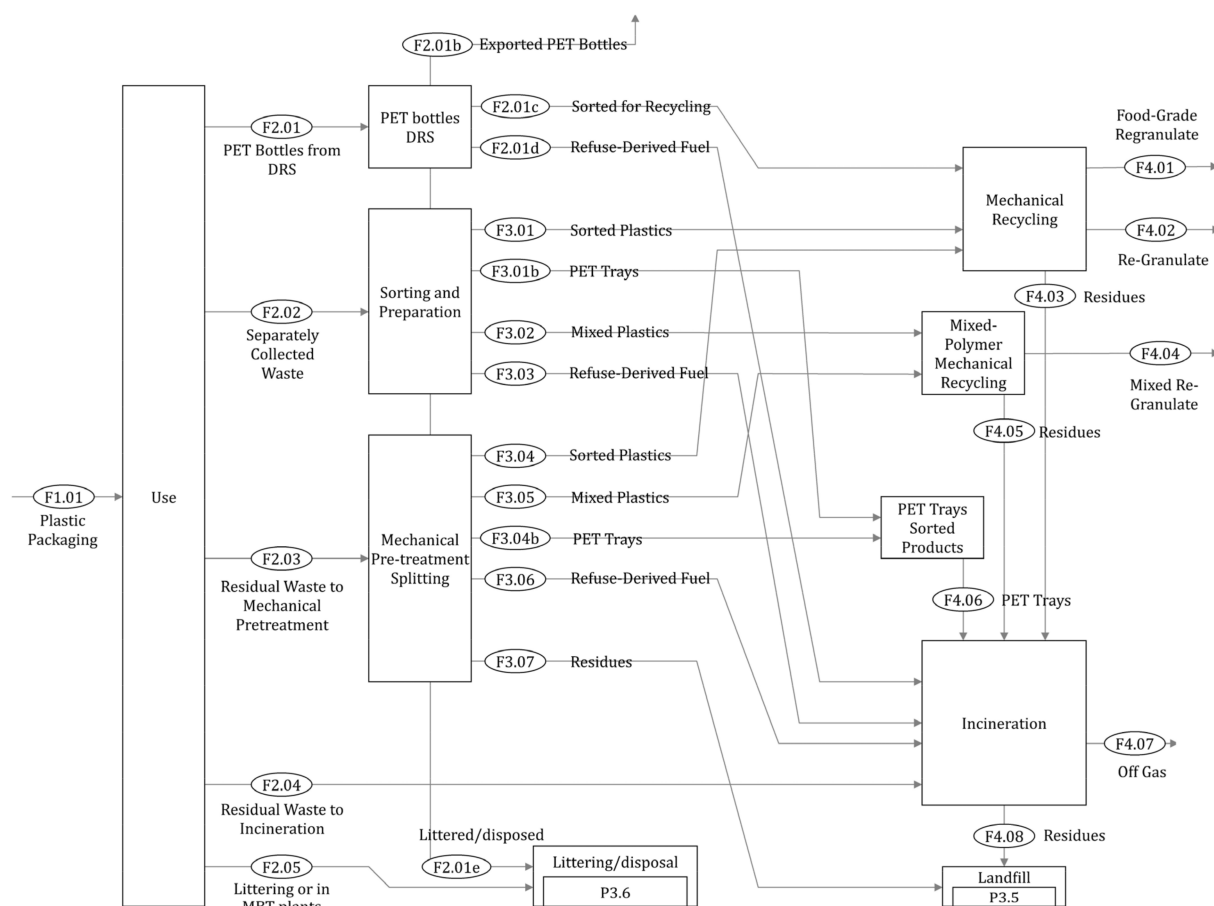 F2.01b
Exported PET Bottles
PET bottles
DRS
F2.01c
Sorted for Recycling
F2.01d
Refuse-Derived Fuel
F2.01
PET Bottles from
DRS
Food-Grade
Regranulate
F4.01
Mechanical
Recycling
F4.02
Re-Granulate
F4.03
Residues
F3.01
Sorted Plastics
F3.01b
PET Trays
Sorting and
Preparation
F2.02
Separately
Collected
Waste
F3.02
Mixed Plastics
F3.03
Refuse-Derived Fuel
Mixed-
Polymer
Mechanical
Recycling
F4.04
Mixed Re-
Granulate
F4.05
Residues
F3.04
Sorted Plastics
F3.05
Mixed Plastics
F3.04b
PET Trays
F3.06
Refuse-Derived Fuel
F3.07
Residues
Mechanical
Pre-treatment
Splitting
F1.01
Plastic
Packaging
Use
F2.03
Residual Waste to
Mechanical
Pretreatment
PET Trays
Sorted
Products
F4.06
PET Trays
Incineration
F4.07
Off Gas
F2.04
Residual Waste to
Incineration
F4.08
Residues
Littered/disposed
F2.01e
F2.05
Littering or in
MBT plants
Littering/disposal
P3.6
Landfill
P3.5